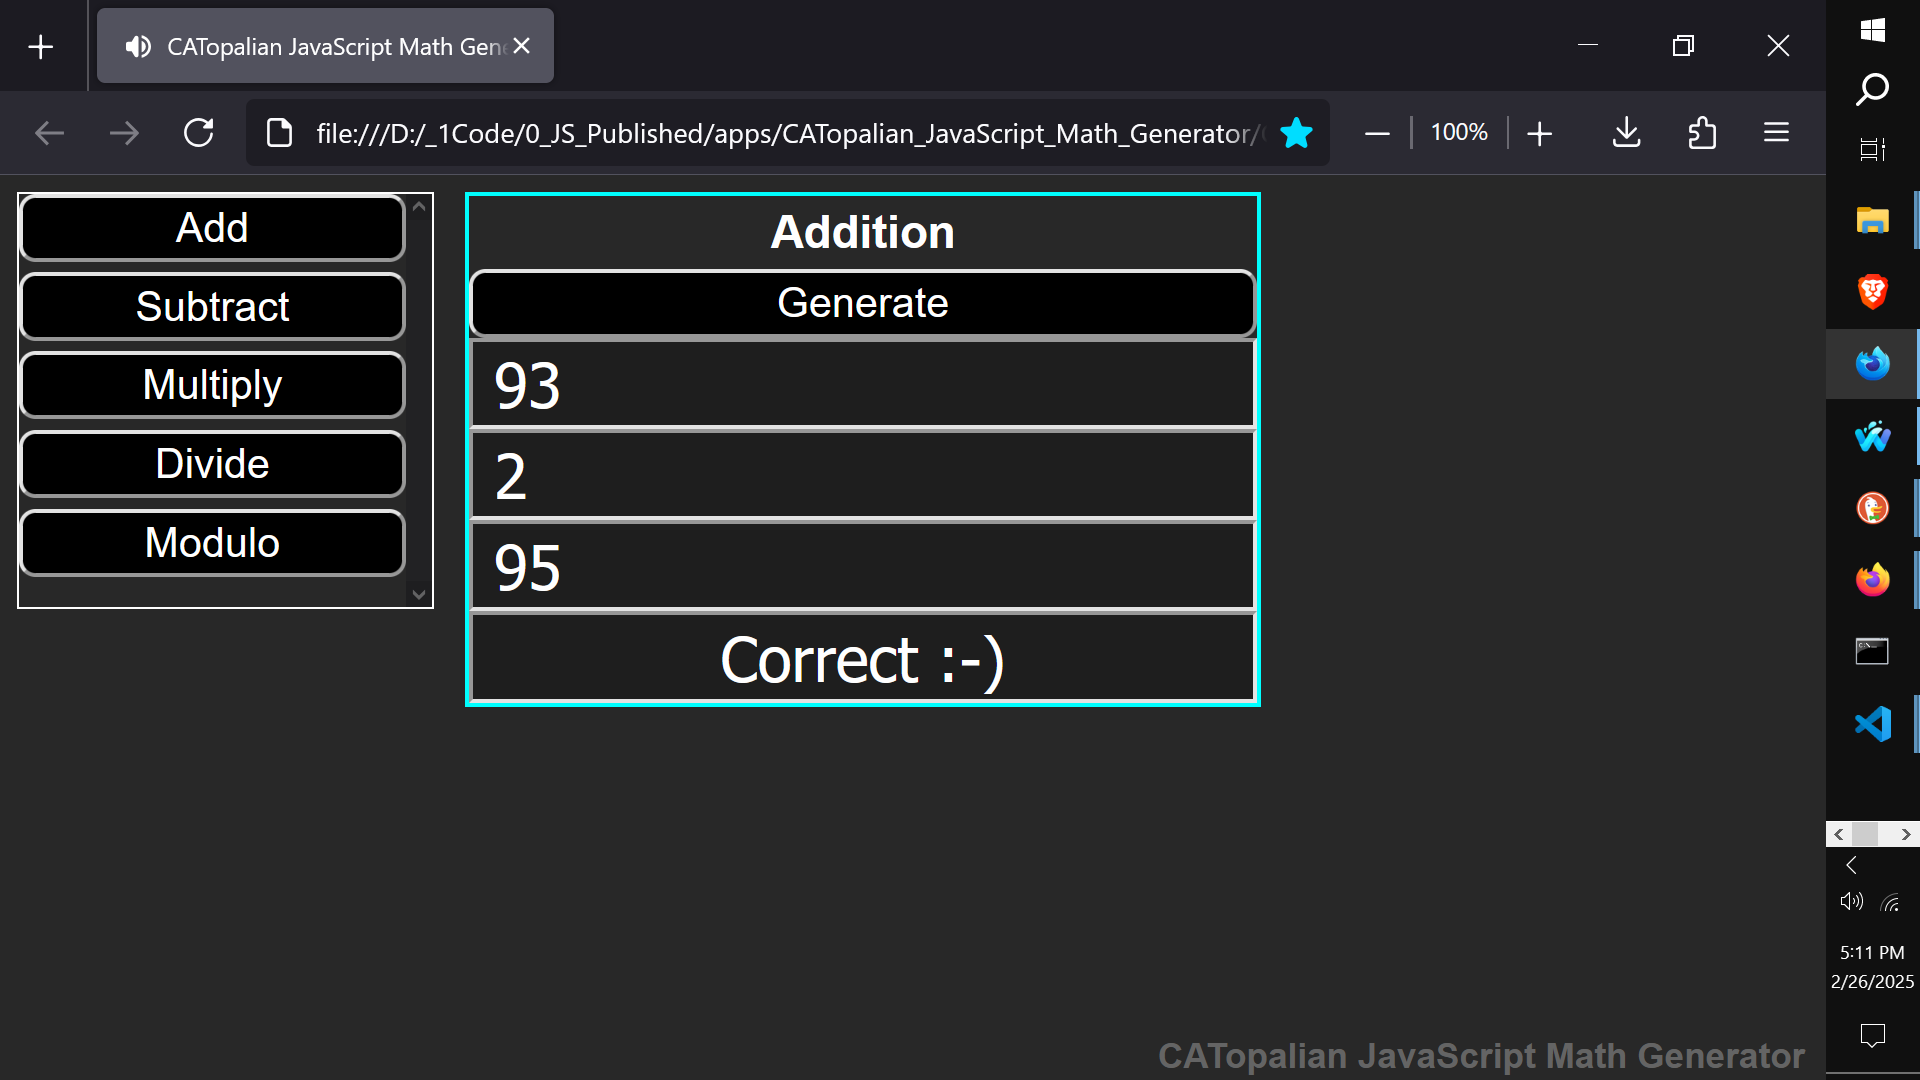 CATopalian JavaScript Math Gen
file:///D:/_1Code/0_JS_Published/apps/CATopalian_JavaScript_Math_Generator/
100%
Add
Subtract
Multiply
Divide
Modulo
Addition
Generate
93
2
95
Correct :-)
5:11 PM
2/26/2025
CATopalian JavaScript Math Generator